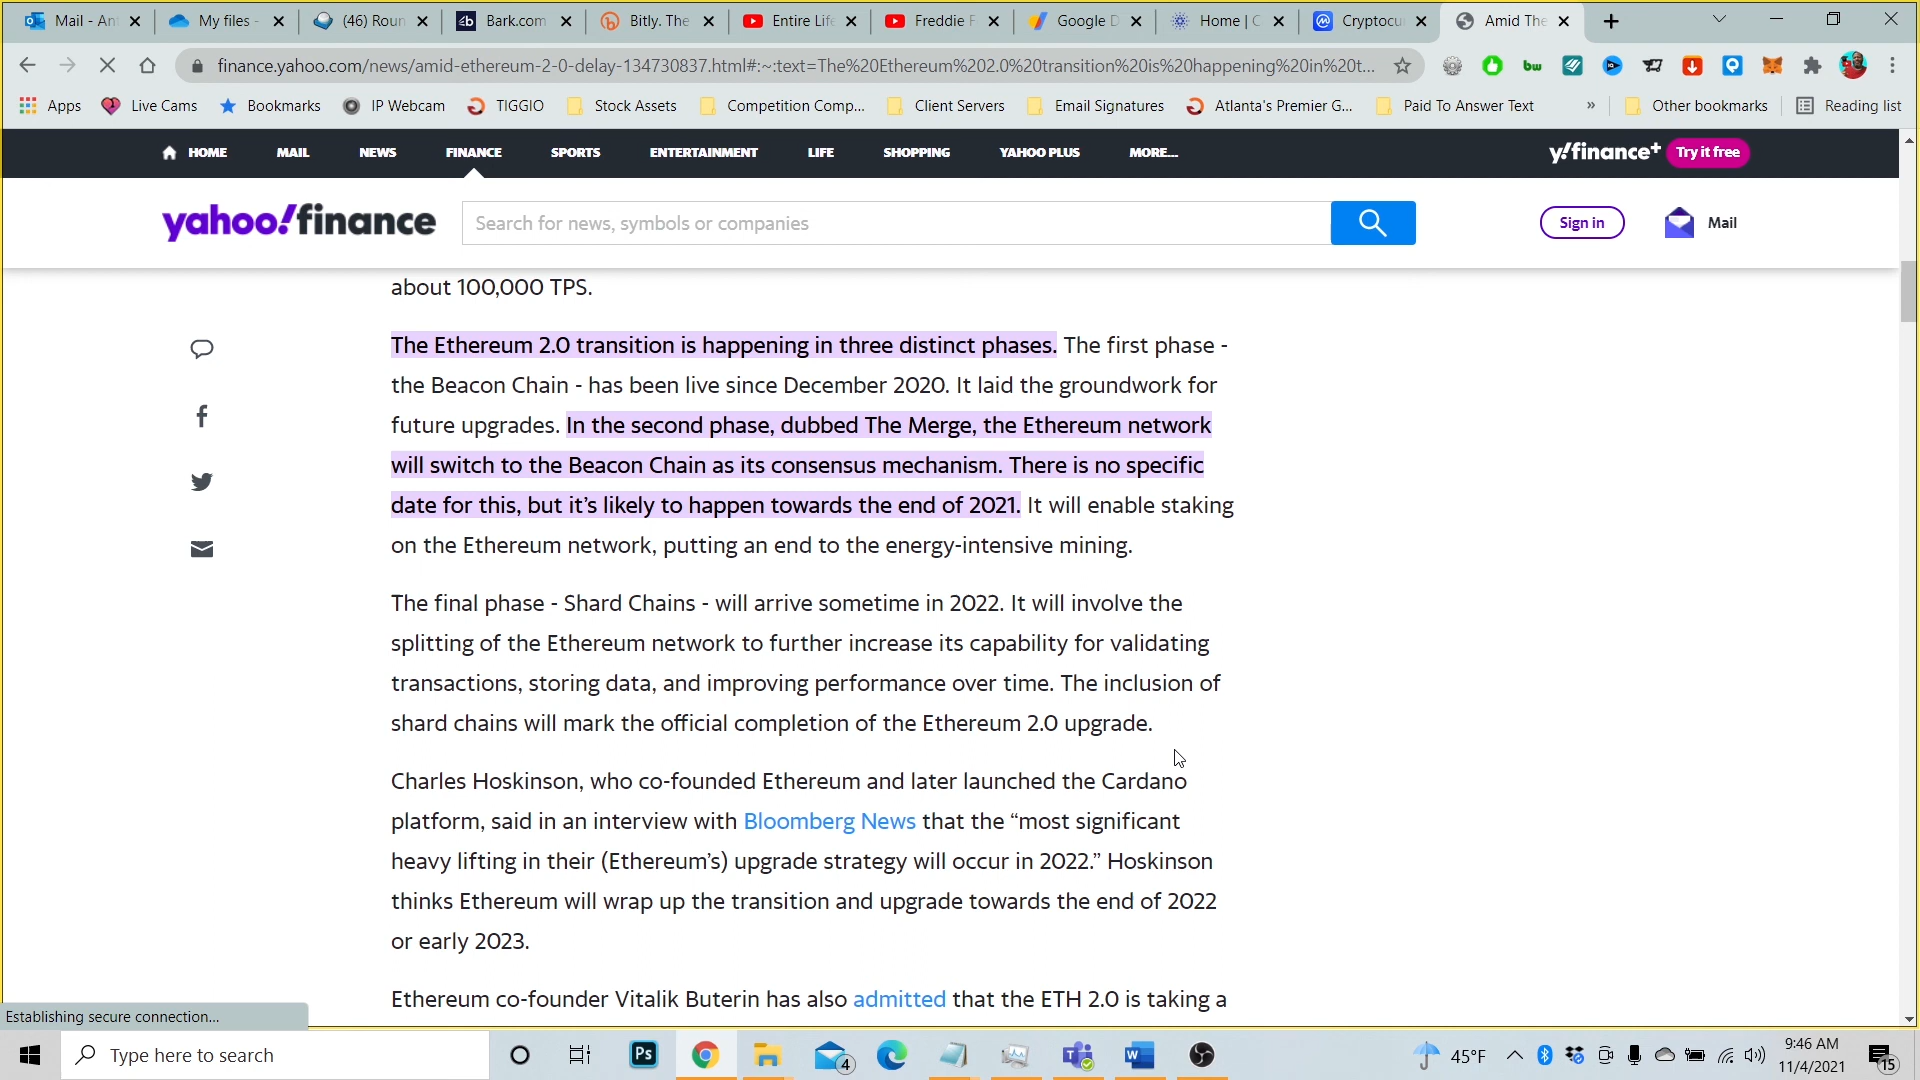 Mail - Ant
My files -
(46) Roun
Bark.com
Bitly. The
Entire Life
Freddie F
Google D
Home | C
Cryptocu
Amid The
finance.yahoo.com/news/amid-ethereum-2-0-delay-134730837.html#:~:text=The%20Ethereum%202.0%20transition%20is%20happening%20in%20t...
bw
Apps
Live Cams
Bookmarks
IP Webcam
TIGGIO
Stock Assets
Competition Comp...
Client Servers
Email Signatures
Atlanta's Premier G...
Paid To Answer Text
»
Other bookmarks
Reading list
HOME
MAIL
NEWS
FINANCE
SPORTS
ENTERTAINMENT
LIFE
SHOPPING
YAHOO PLUS
MORE...
y!finance+
Try it free
yahoo!finance
Search for news, symbols or companies
Sign in
Mail
about 100,000 TPS.
The Ethereum 2.0 transition is happening in three distinct phases. The first phase -
the Beacon Chain - has been live since December 2020. It laid the groundwork for
future upgrades. In the second phase, dubbed The Merge, the Ethereum network
will switch to the Beacon Chain as its consensus mechanism. There is no specific
date for this, but it’s likely to happen towards the end of 2021. It will enable staking
on the Ethereum network, putting an end to the energy-intensive mining.
The final phase - Shard Chains - will arrive sometime in 2022. It will involve the
splitting of the Ethereum network to further increase its capability for validating
transactions, storing data, and improving performance over time. The inclusion of
shard chains will mark the official completion of the Ethereum 2.0 upgrade.
Charles Hoskinson, who co-founded Ethereum and later launched the Cardano
platform, said in an interview with Bloomberg News that the “most significant
heavy lifting in their (Ethereum’s) upgrade strategy will occur in 2022.” Hoskinson
thinks Ethereum will wrap up the transition and upgrade towards the end of 2022
or early 2023.
Ethereum co-founder Vitalik Buterin has also admitted that the ETH 2.0 is taking a
Establishing secure connection...
Type here to search
Ps
4
W
45°F
9:46 AM
11/4/2021
15